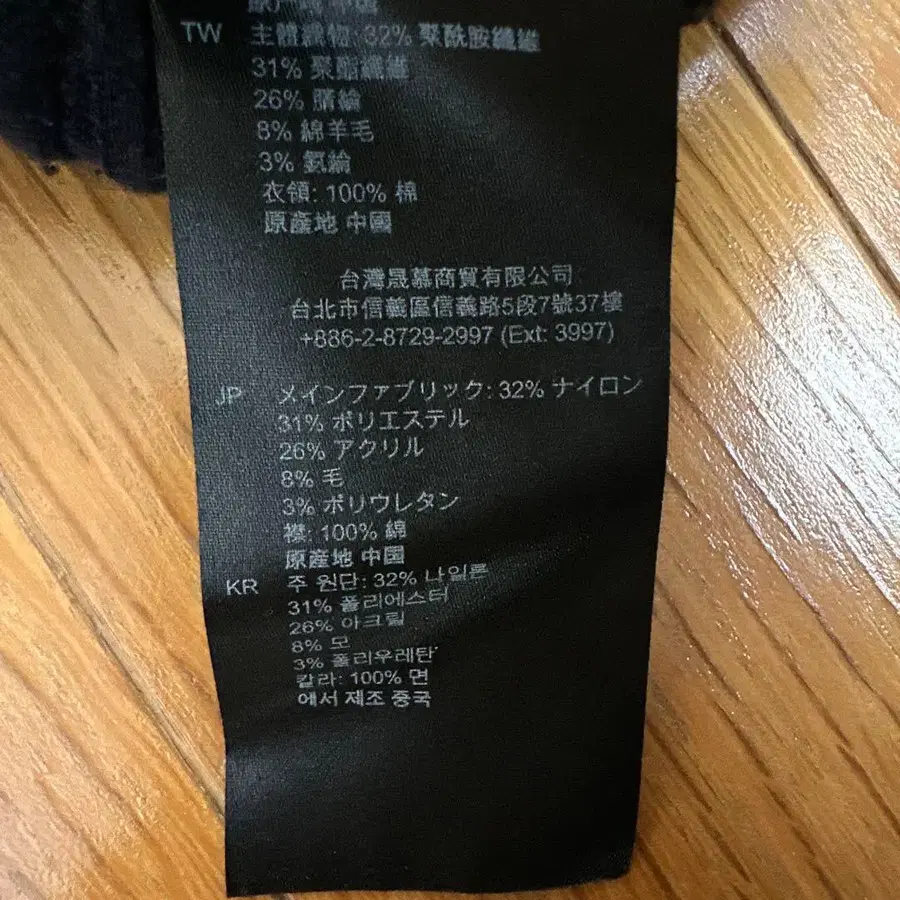 TW 主體織物: 32% 聚酰胺纖維
31% 聚酯纖維
26% 腈綸
8% 綿羊毛
3% 氨綸
衣領: 100% 棉
原產地 中國
台灣晟慕商貿有限公司
台北市信義區信義路5段7號37樓
+886-2-8729-2997 (Ext: 3997)
JP メインファブリック: 32% ナイロン
31% ポリエステル
26% アクリル
8% 毛
3% ポリウレタン
襟: 100% 綿
原産地 中国
KR 주 원단: 32% 나일론
31% 폴리에스터
26% 아크릴
8% 모
3% 폴리우레탄
칼라: 100% 면
에서 제조 중국